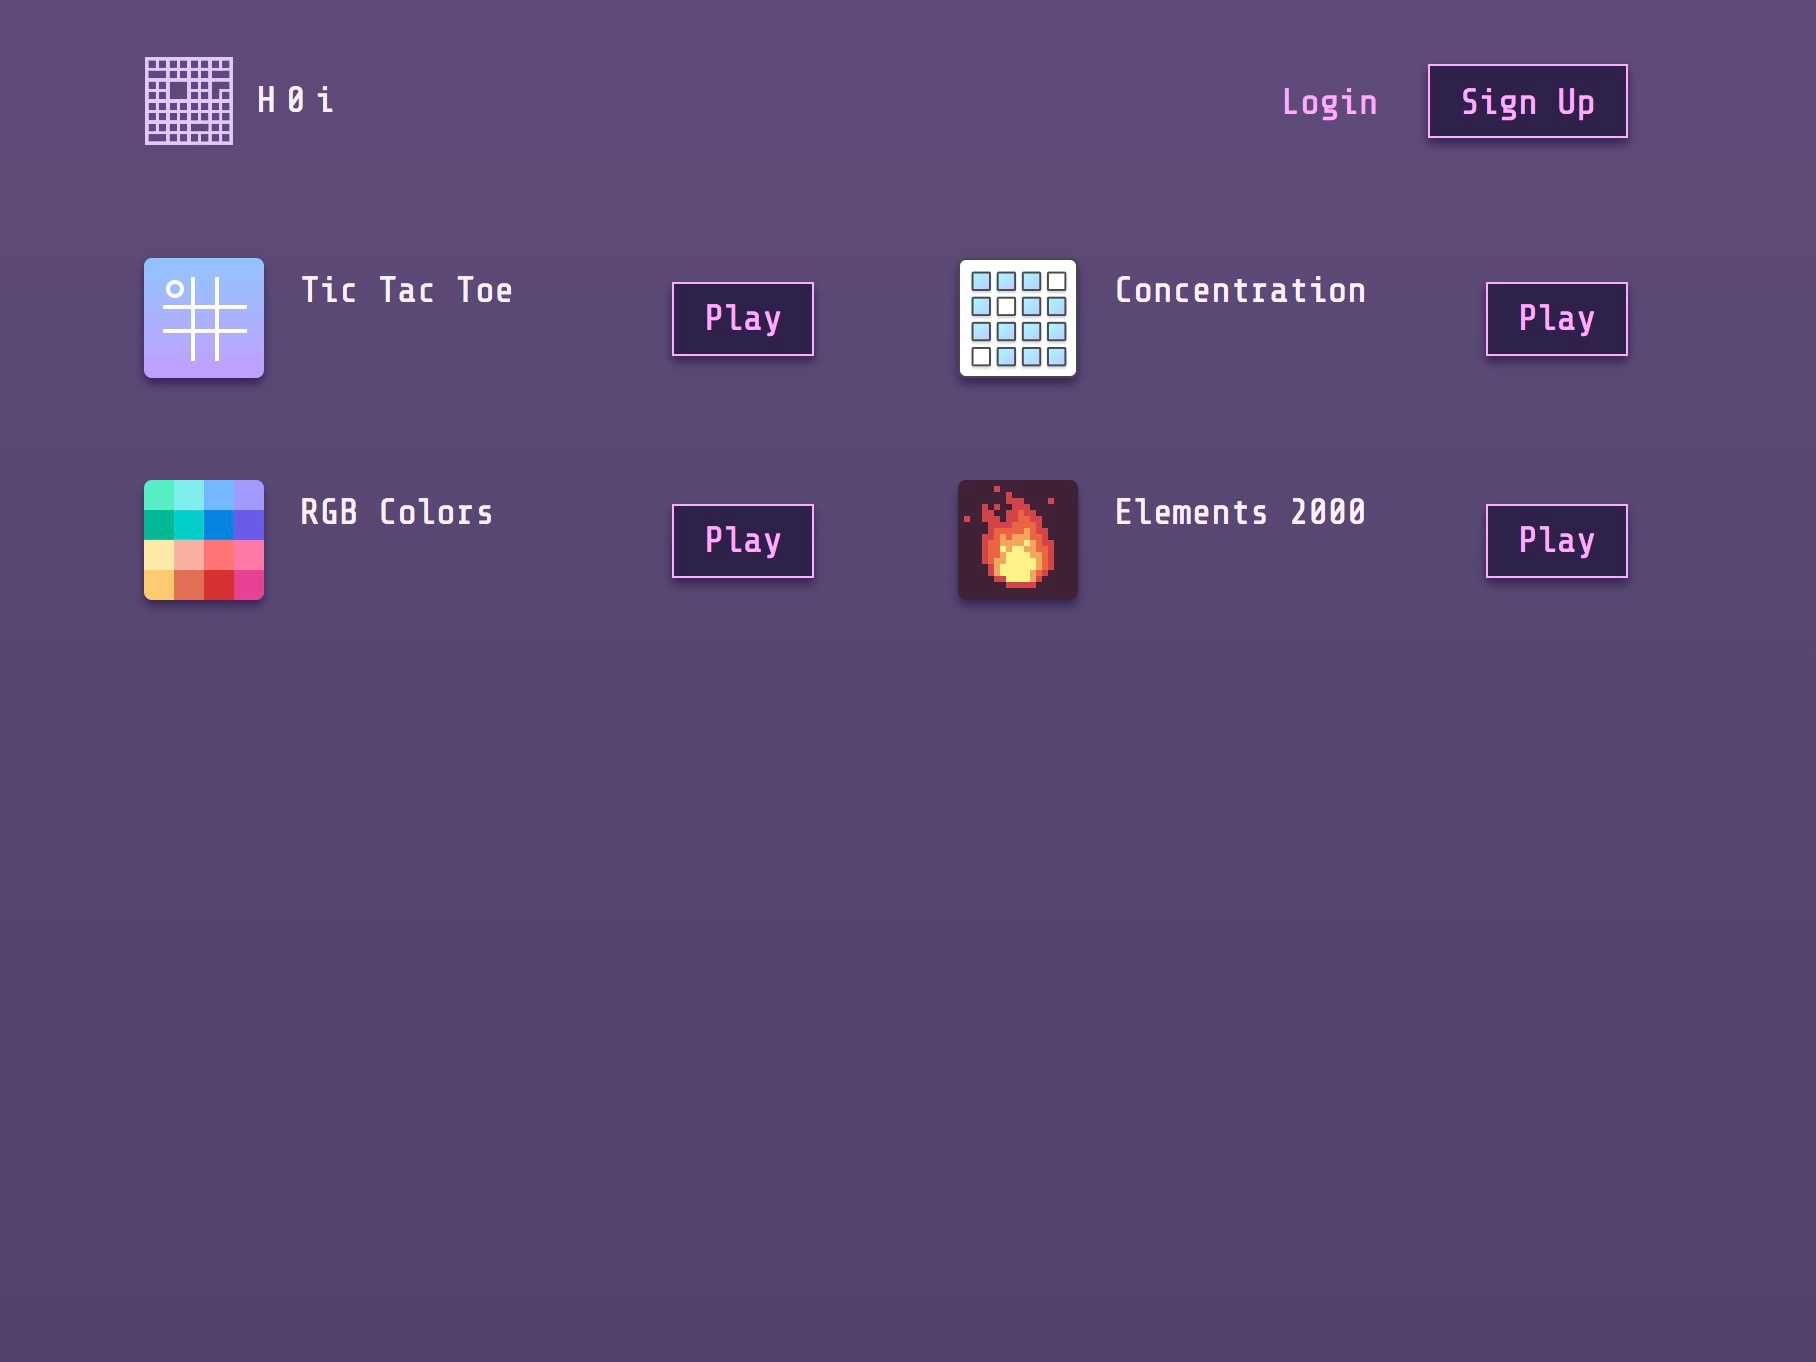 H0i
Login
Sign Up
Tic Tac Toe
Play
Concentration
Play
RGB Colors
Play
Elements 2000
Play